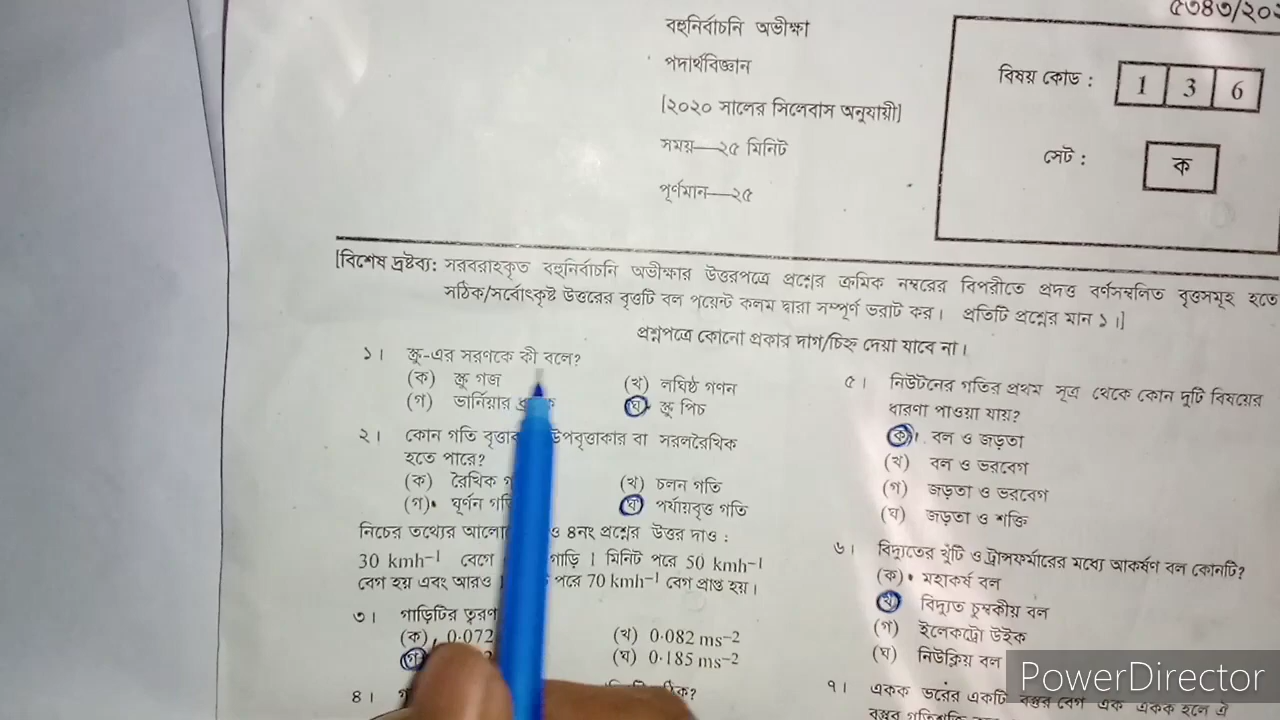 ৫৩৪৩/২০২
বহুনির্বাচনি অভীক্ষা
পদার্থবিজ্ঞান
[২০২০ সালের সিলেবাস অনুযায়ী]
সময়—২৫ মিনিট
পূর্ণমান—২৫
বিষয় কোড : 1 3 6
সেট : ক
[বিশেষ দ্রষ্টব্য: সরবরাহকৃত বহুনির্বাচনি অভীক্ষার উত্তরপত্রে প্রশ্নের ক্রমিক নম্বরের বিপরীতে প্রদত্ত বর্ণসম্বলিত বৃত্তসমূহ হতে
সঠিক/সর্বোৎকৃষ্ট উত্তরের বৃত্তটি বল পয়েন্ট কলম দ্বারা সম্পূর্ণ ভরাট কর। প্রতিটি প্রশ্নের মান ১।]
প্রশ্নপত্রে কোনো প্রকার দাগ/চিহ্ন দেয়া যাবে না।
১। স্ক্রু-এর সরণকে কী বলে?
(ক) স্ক্রু গজ
(খ) লঘিষ্ঠ গণন
(গ) ভার্নিয়ার
(ঘ) স্ক্রু পিচ
২। কোন গতি উপবৃত্তাকার বা সরলরৈখিক
হতে পারে?
(ক) রৈখিক
(খ) চলন গতি
(গ) ঘূর্ণন
(ঘ) পর্যায়বৃত্ত গতি
নিচের তথ্যের ও ৪নং প্রশ্নের উত্তর দাও :
30 kmh⁻¹ বেগে গাড়ি 1 মিনিট পরে 50 kmh⁻¹
বেগ হয় এবং আরও পরে 70 kmh⁻¹ বেগ প্রাপ্ত হয়।
৩। গাড়িটির ত্বরণ
(ক) 0·072
(খ) 0·082 ms⁻²
(গ)
(ঘ) 0·185 ms⁻²
৪। ঠিক?
৫। নিউটনের গতির প্রথম সূত্র থেকে কোন দুটি বিষয়ের
ধারণা পাওয়া যায়?
(ক) বল ও জড়তা
(খ) বল ও ভরবেগ
(গ) জড়তা ও ভরবেগ
(ঘ) জড়তা ও শক্তি
৬। বিদ্যুতের খুঁটি ও ট্রান্সফর্মারের মধ্যে আকর্ষণ বল কোনটি?
(ক) মহাকর্ষ বল
(খ) বিদ্যুত চুম্বকীয় বল
(গ) ইলেকট্রো উইক
(ঘ) নিউক্লিয় বল
৭। একক ভরের একটি বস্তুর বেগ এক একক হলে ঐ
বস্তুর গতিশক্তি
PowerDirector